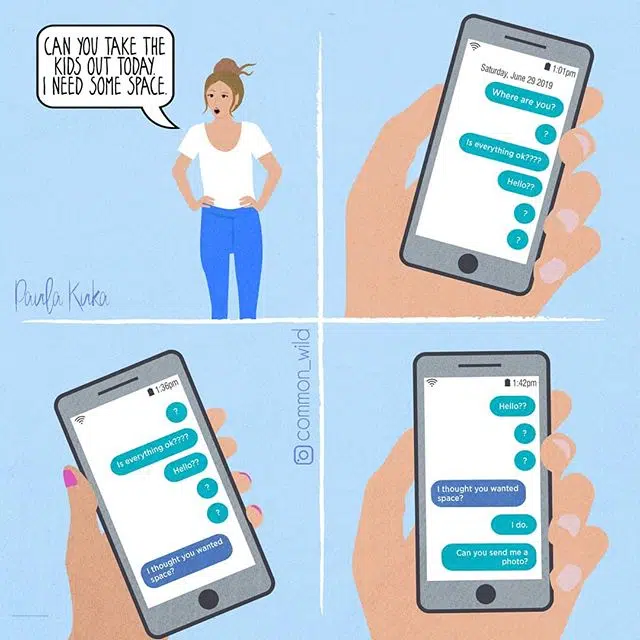 CAN YOU TAKE THE
KIDS OUT TODAY.
I NEED SOME SPACE.
Paula Kuka
1:01pm
Saturday, June 29 2019
Where are you?
?
Is everything ok????
Hello??
?
?
common_wild
1:36pm
?
Is everything ok????
Hello??
?
?
I thought you wanted
space?
1:42pm
Hello??
?
?
I thought you wanted
space?
I do.
Can you send me a
photo?